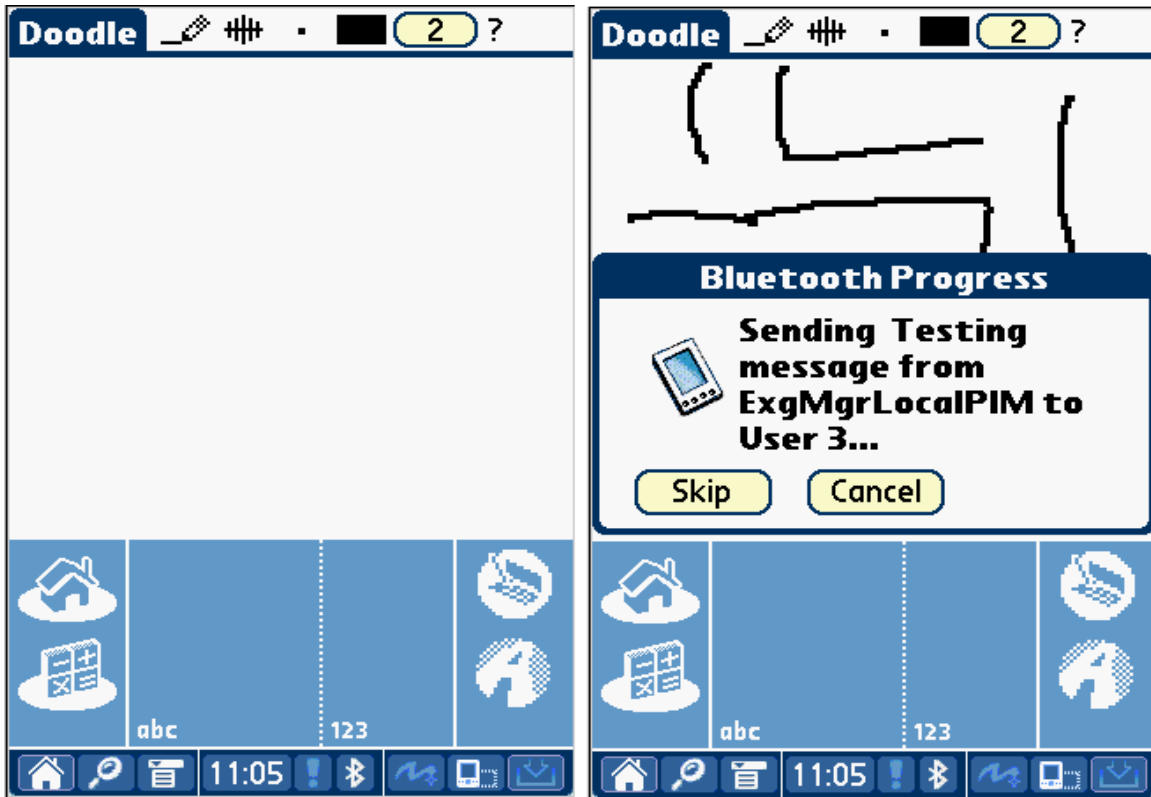 Doodle 2 ?
abc 123
11:05
Doodle 2 ?
Bluetooth Progress
Sending Testing
message from
ExgMgrLocalPIM to
User 3...
Skip Cancel
abc 123
11:05